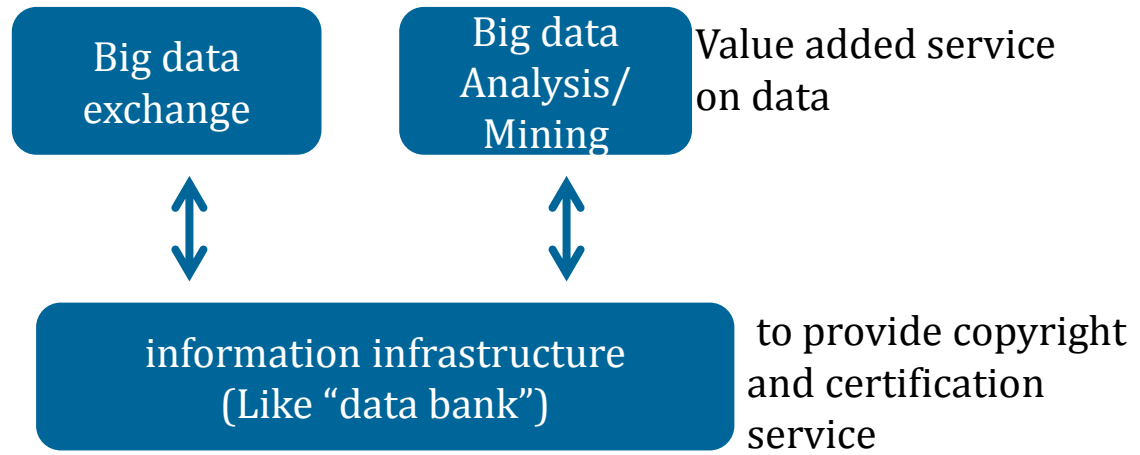 Big data
exchange
Big data
Analysis/
Mining
Value added service
on data
information infrastructure
(Like “data bank”)
to provide copyright
and certification
service